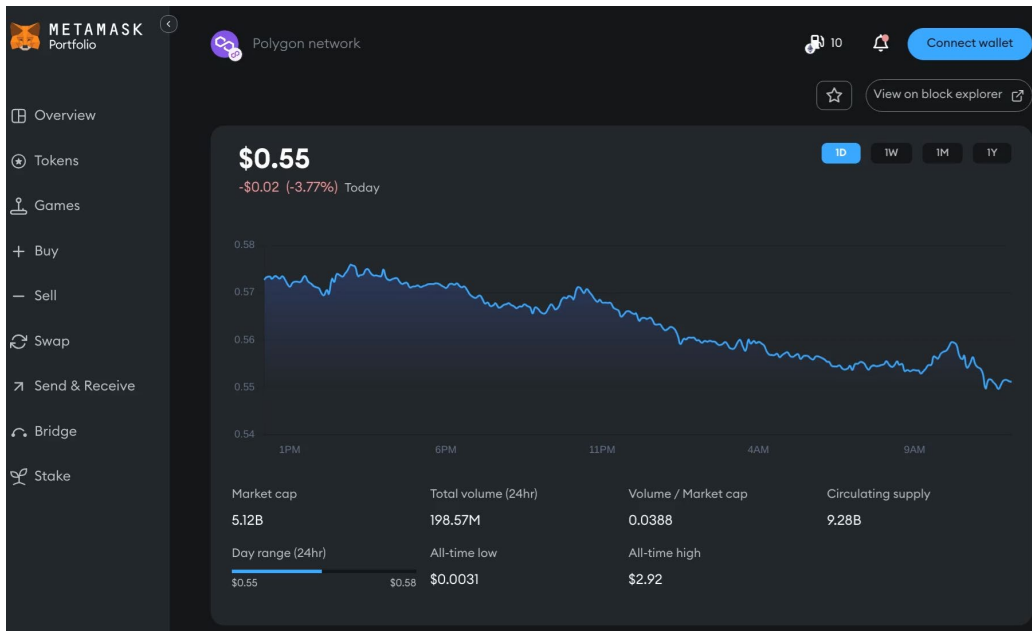 METAMASK
Portfolio
Overview
Tokens
Games
Buy
Sell
Swap
Send & Receive
Bridge
Stake
Polygon network
10
Connect wallet
View on block explorer
$0.55
-$0.02 (-3.77%) Today
1D 1W 1M 1Y
0.58
0.57
0.56
0.55
0.54
1PM 6PM 11PM 4AM 9AM
Market cap Total volume (24hr) Volume / Market cap Circulating supply
5.12B 198.57M 0.0388 9.28B
Day range (24hr) All-time low All-time high
$0.55 $0.58 $0.0031 $2.92